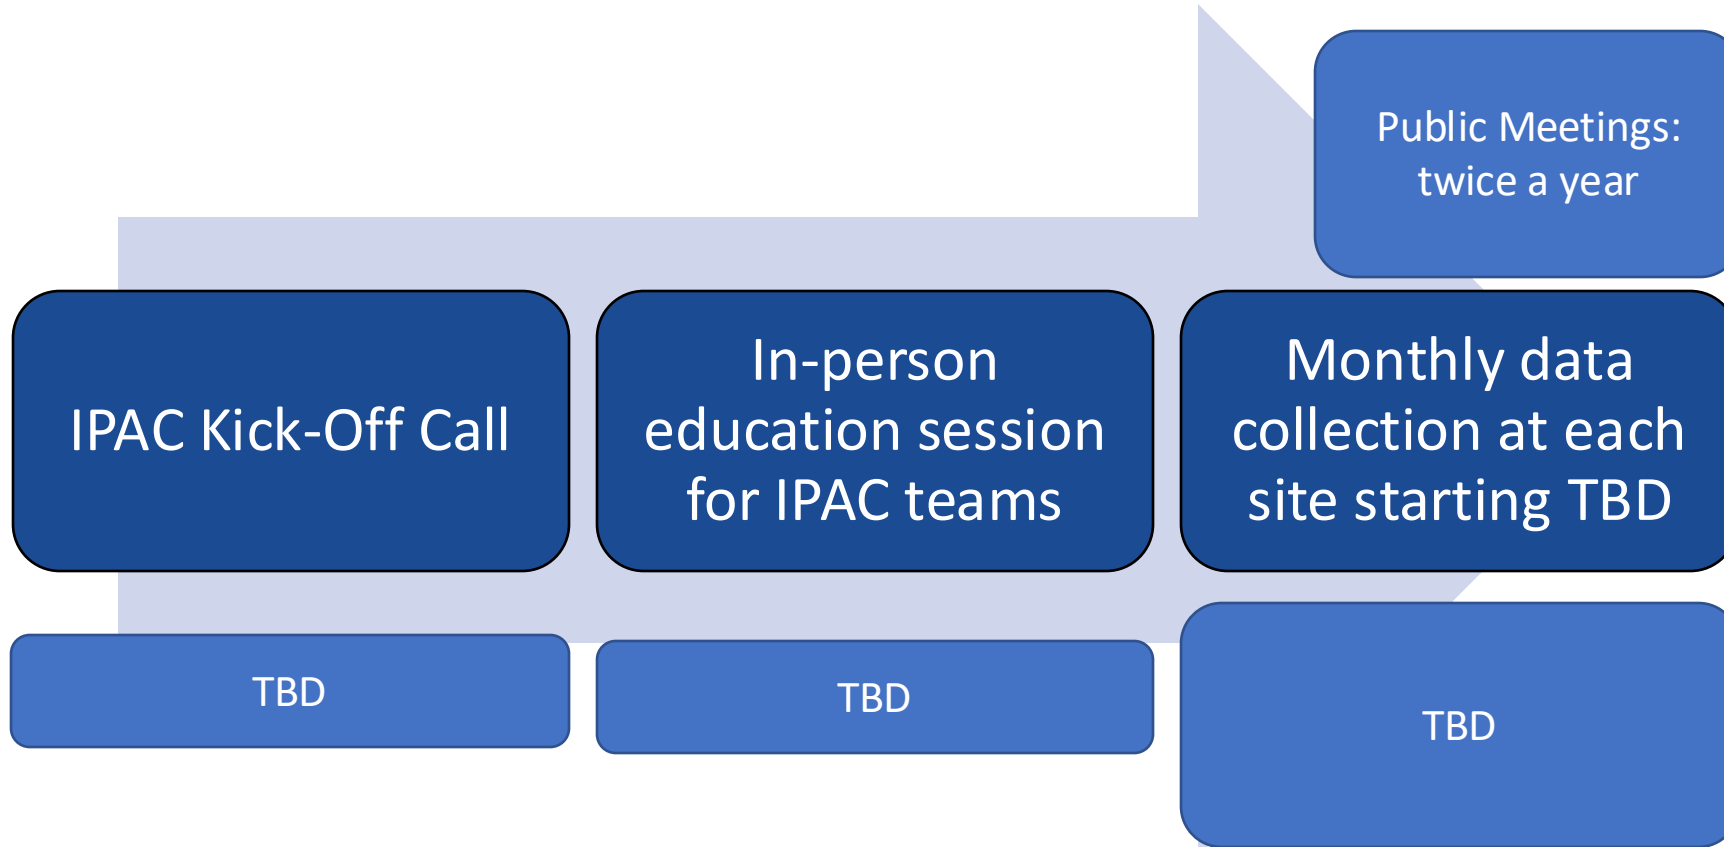 Public Meetings:
twice a year
IPAC Kick-Off Call
In-person
education session
for IPAC teams
Monthly data
collection at each
site starting TBD
TBD
TBD
TBD